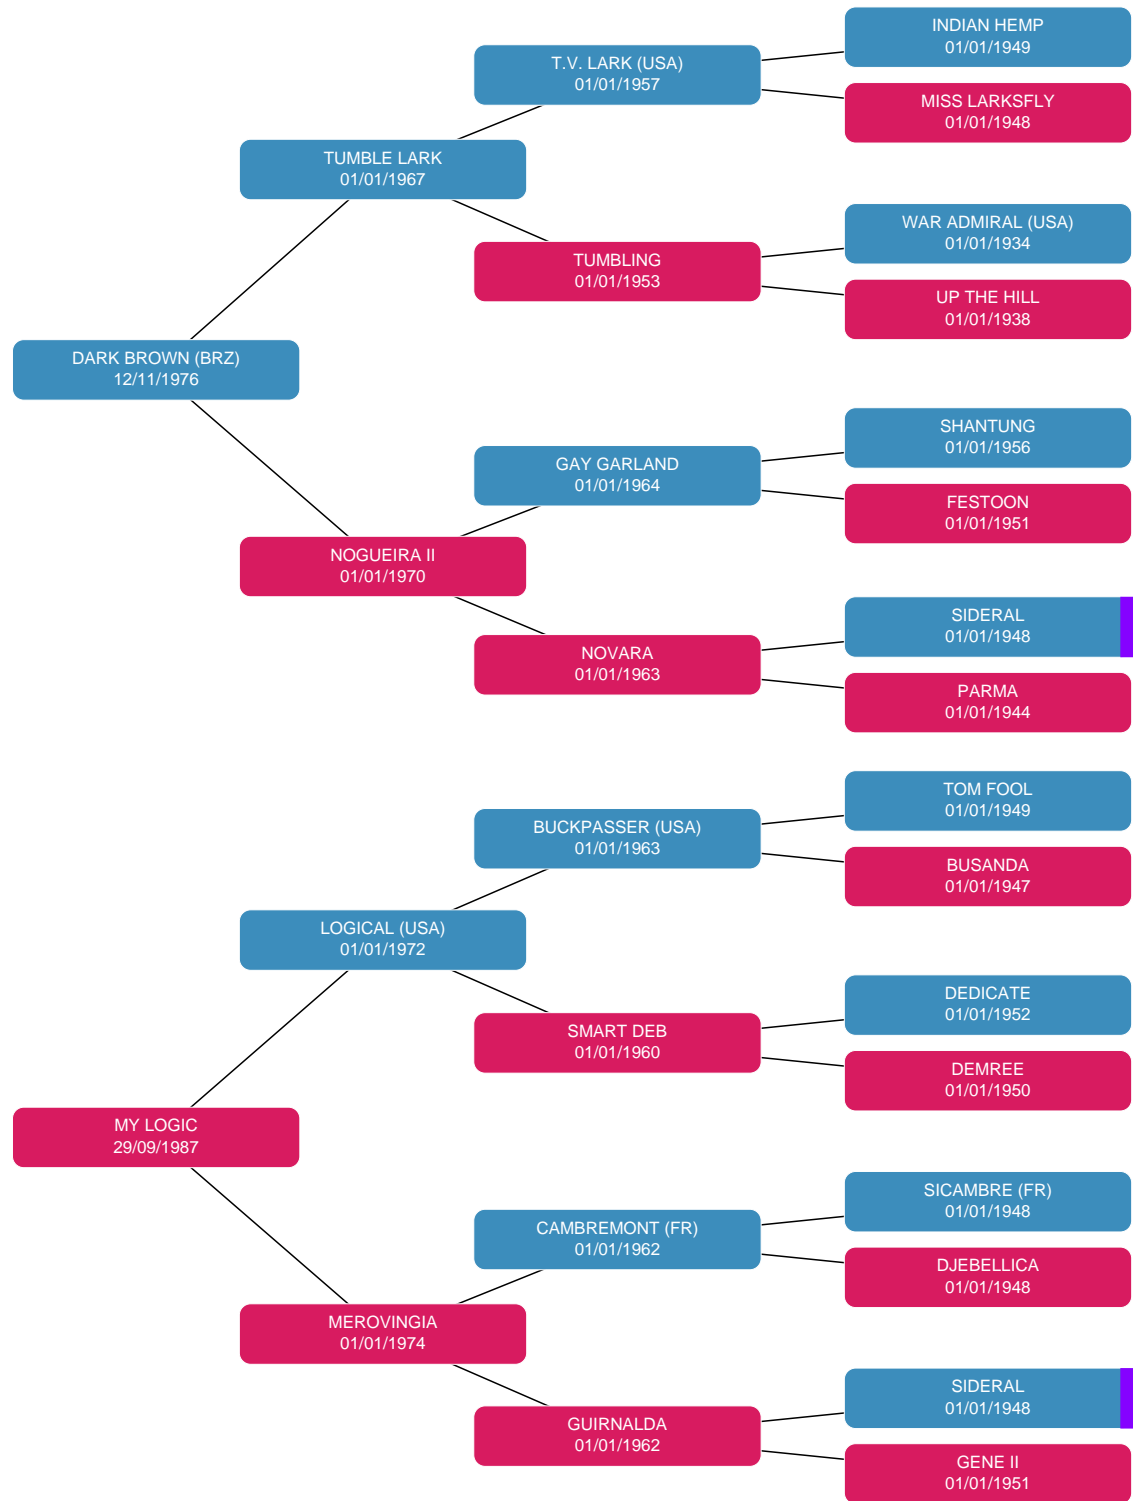 INDIAN HEMP
01/01/1949
T.V. LARK (USA)
01/01/1957
MISS LARKSFLY
01/01/1948
TUMBLE LARK
01/01/1967
WAR ADMIRAL (USA)
01/01/1934
TUMBLING
01/01/1953
UP THE HILL
01/01/1938
DARK BROWN (BRZ)
12/11/1976
SHANTUNG
01/01/1956
GAY GARLAND
01/01/1964
FESTOON
01/01/1951
NOGUEIRA II
01/01/1970
SIDERAL
01/01/1948
NOVARA
01/01/1963
PARMA
01/01/1944
TOM FOOL
01/01/1949
BUCKPASSER (USA)
01/01/1963
BUSANDA
01/01/1947
LOGICAL (USA)
01/01/1972
DEDICATE
01/01/1952
SMART DEB
01/01/1960
DEMREE
01/01/1950
MY LOGIC
29/09/1987
SICAMBRE (FR)
01/01/1948
CAMBREMONT (FR)
01/01/1962
DJEBELLICA
01/01/1948
MEROVINGIA
01/01/1974
SIDERAL
01/01/1948
GUIRNALDA
01/01/1962
GENE II
01/01/1951